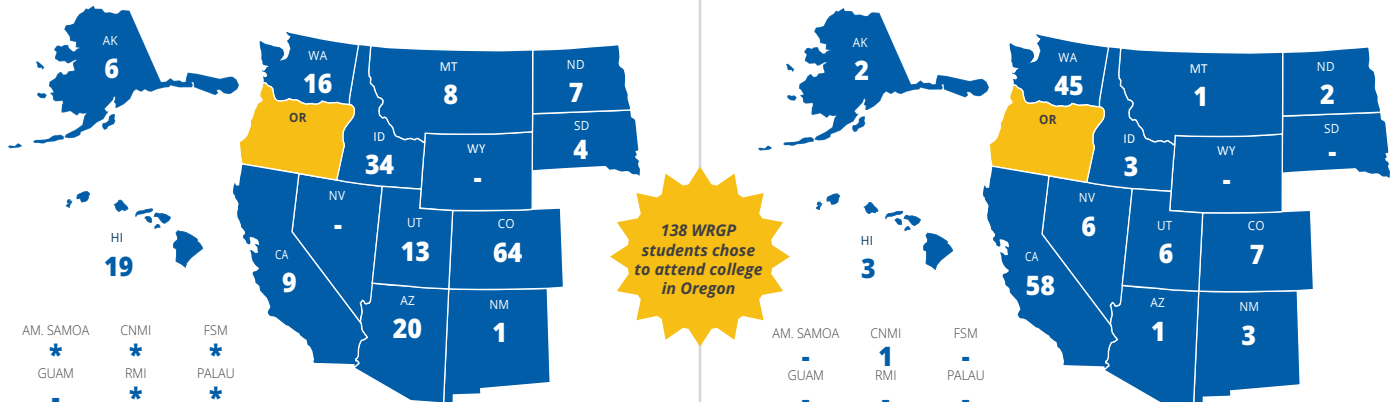 AK
6
WA
16
MT
8
ND
7
OR
ID
34
SD
4
WY
-
NV
-
UT
13
CO
64
HI
19
CA
9
AZ
20
NM
1
AM. SAMOA CNMI FSM
* * *
GUAM RMI PALAU
- * *
138 WRGP
students chose
to attend college
in Oregon
AK
2
WA
45
MT
1
ND
2
OR
ID
3
SD
-
WY
-
NV
6
UT
6
CO
7
HI
3
CA
58
AZ
1
NM
3
AM. SAMOA CNMI FSM
- 1 -
GUAM RMI PALAU
- - -